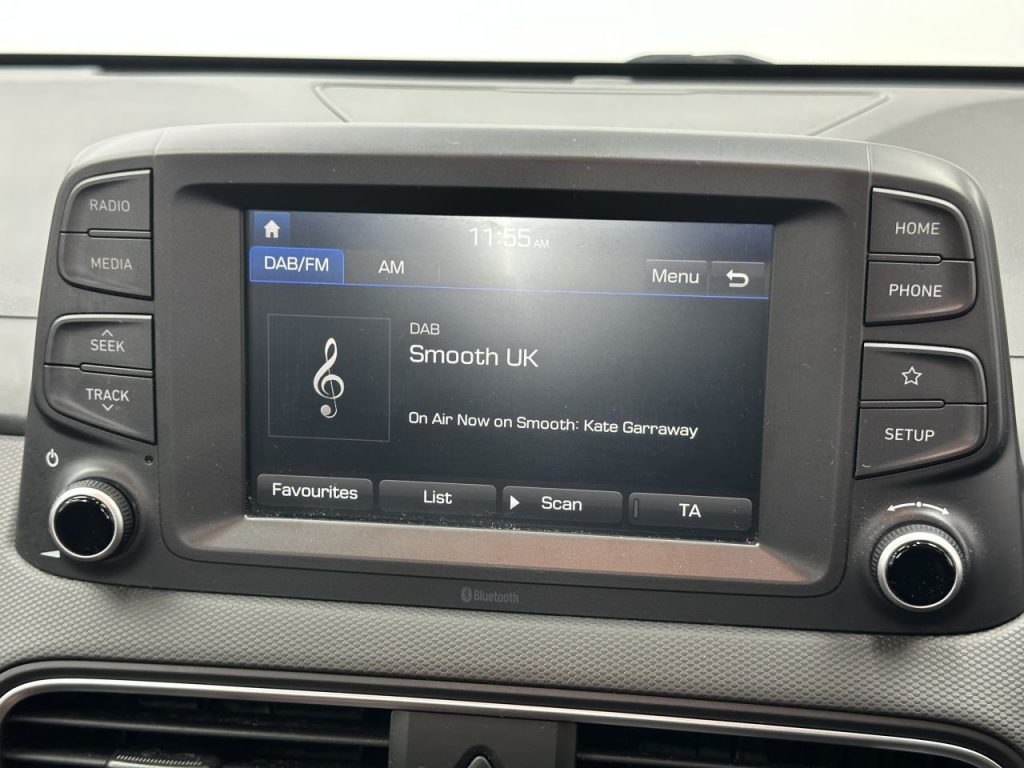 RADIO
MEDIA
SEEK
TRACK
11:55 AM
DAB/FM
AM
Menu
DAB
Smooth UK
On Air Now on Smooth: Kate Garraway
Favourites
List
Scan
TA
HOME
PHONE
SETUP
Bluetooth